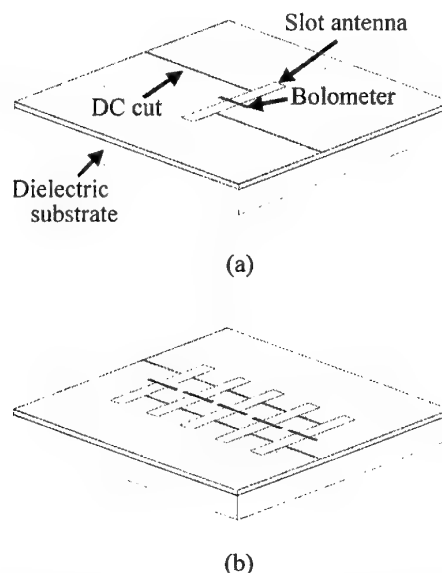 Slot antenna
Bolometer
DC cut
Dielectric
substrate
(a)
(b)